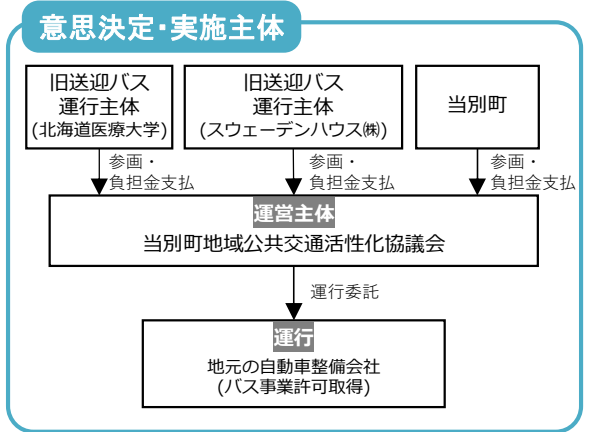 意思決定・実施主体
旧送迎バス
運行主体
(北海道医療大学)
旧送迎バス
運行主体
(スウェーデンハウス㈱)
当別町
参画・
負担金支払
参画・
負担金支払
参画・
負担金支払
運営主体
当別町地域公共交通活性化協議会
運行委託
運行
地元の自動車整備会社
(バス事業許可取得)